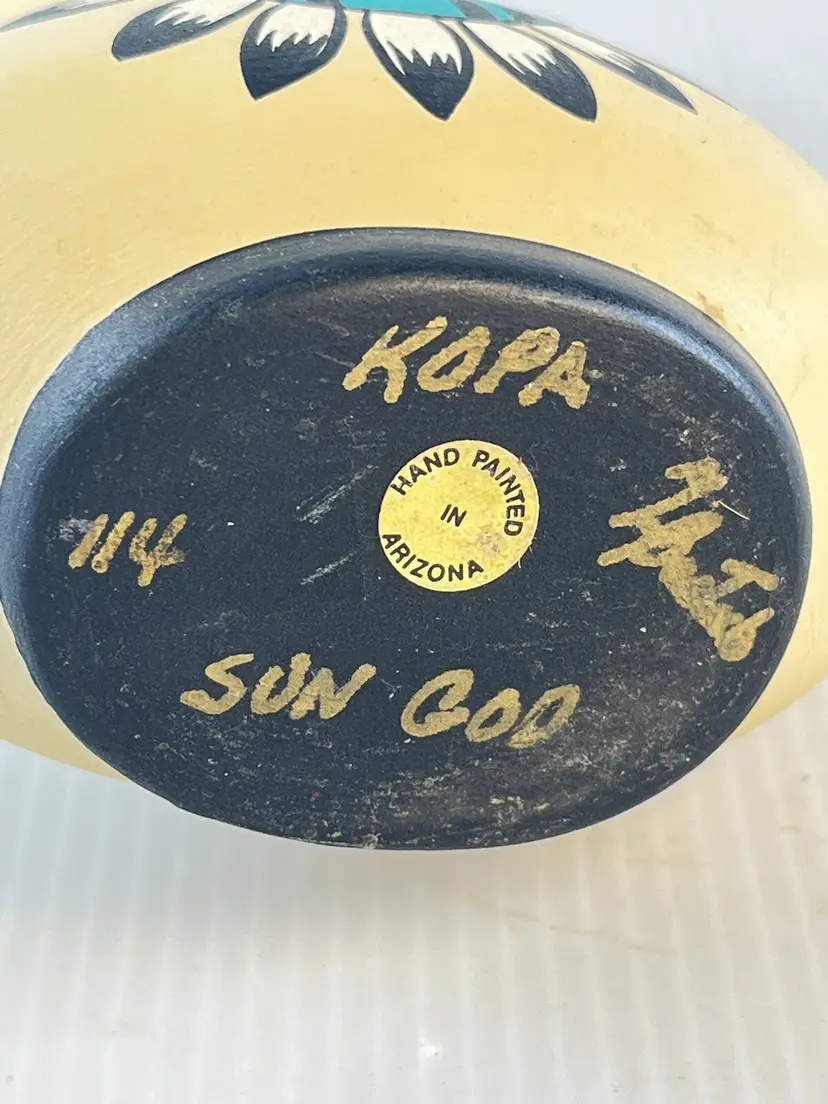 KOPA
HAND PAINTED
IN
ARIZONA
114
SUN GOD